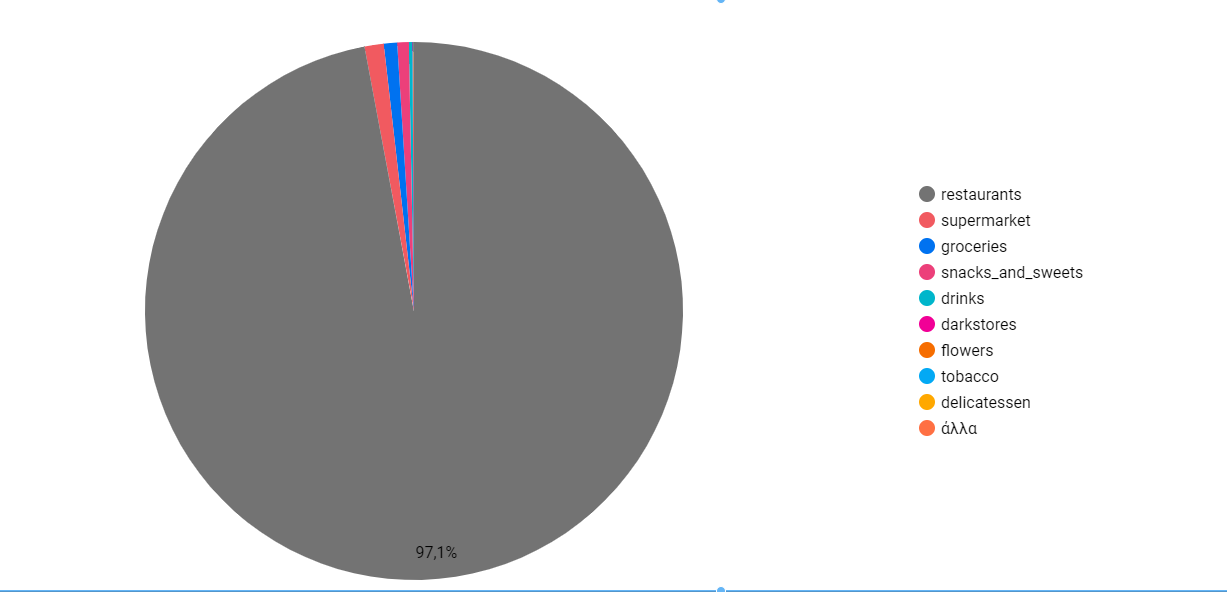 restaurants
supermarket
groceries
snacks_and_sweets
drinks
darkstores
flowers
tobacco
delicatessen
άλλα
97,1%